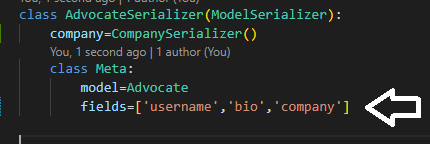 You, 1 second ago | 1 author (You)
class AdvocateSerializer(ModelSerializer):
company=CompanySerializer()
You, 1 second ago | 1 author (You)
class Meta:
model=Advocate
fields=['username','bio','company']